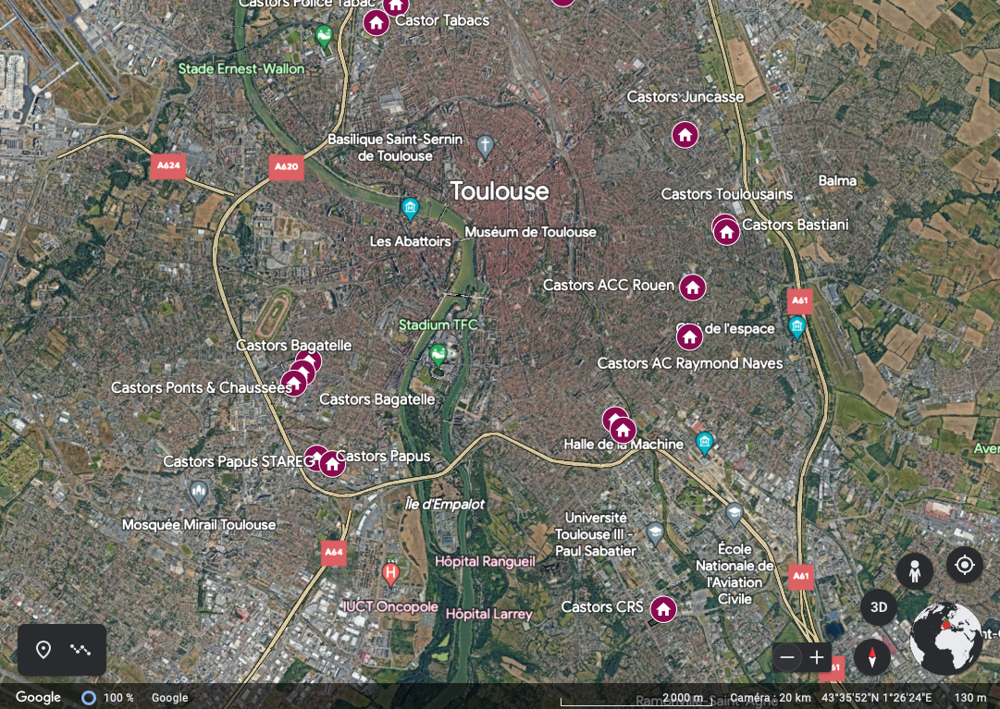 Castors Police Tabac
Castor Tabacs
Stade Ernest-Wallon
Castors Juncasse
Basilique Saint-Sernin
de Toulouse
A624
A620
Toulouse
Balma
Castors Toulousains
Castors Bastiani
Muséum de Toulouse
Les Abattoirs
Castors ACC Rouen
A61
Stadium TFC
de l'espace
Castors Bagatelle
Castors AC Raymond Naves
Castors Ponts & Chaussées
Castors Bagatelle
Halle de la Machine
Castors Papus STAREG
Castors Papus
Île d'Empalot
Mosquée Mirail Toulouse
Université
Toulouse III -
Paul Sabatier
École
Nationale de
l'Aviation
Civile
A64
H
Hôpital Rangueil
A61
IUCT Oncopole
Hôpital Larrey
Castors CRS
3D
61
Google
100 %
Google
2 000 m
Caméra : 20 km
43°35'52"N 1°26'24"E
130 m